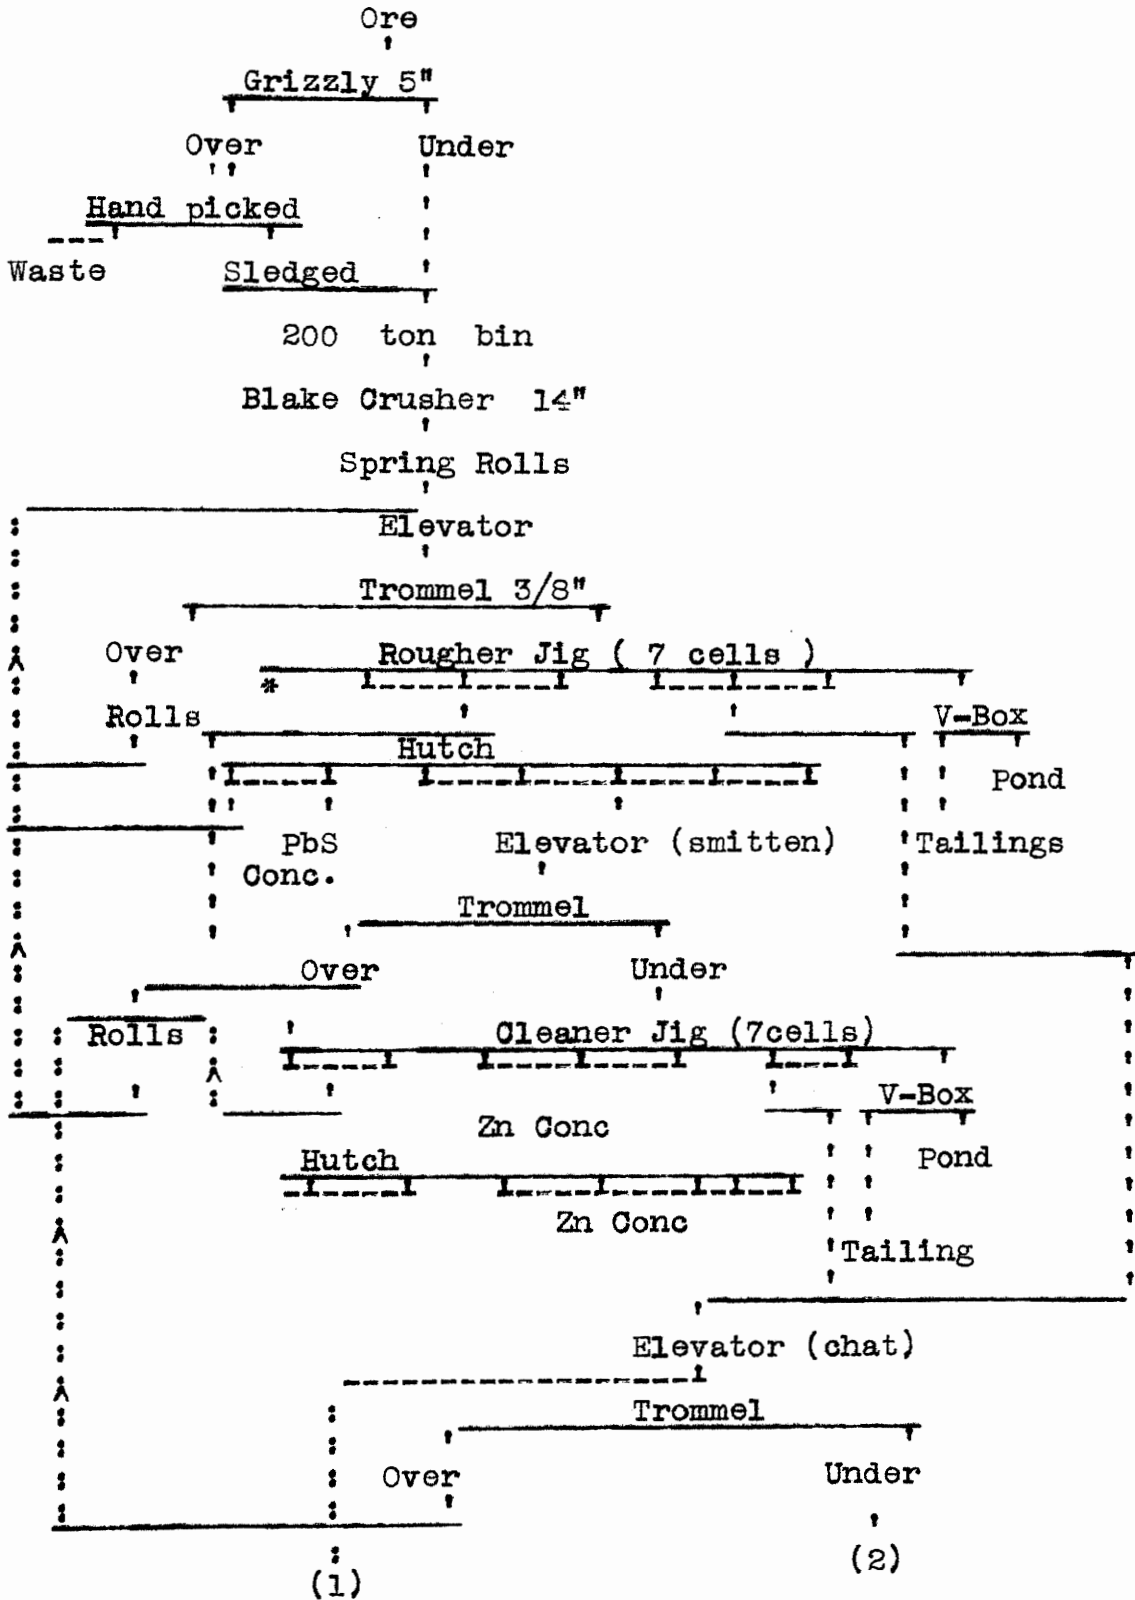 Ore
Grizzly 5"
Over Under
Hand picked
Waste Sledged
200 ton bin
Blake Crusher 14"
Spring Rolls
Elevator
Trommel 3/8"
Over Rougher Jig ( 7 cells )
*
Rolls V-Box
Hutch
Pond
PbS Elevator (smitten) Tailings
Conc.
Trommel
Over Under
Rolls Cleaner Jig (7cells)
V-Box
Zn Conc
Hutch Pond
Zn Conc
Tailing
Elevator (chat)
Trommel
Over Under
(1) (2)